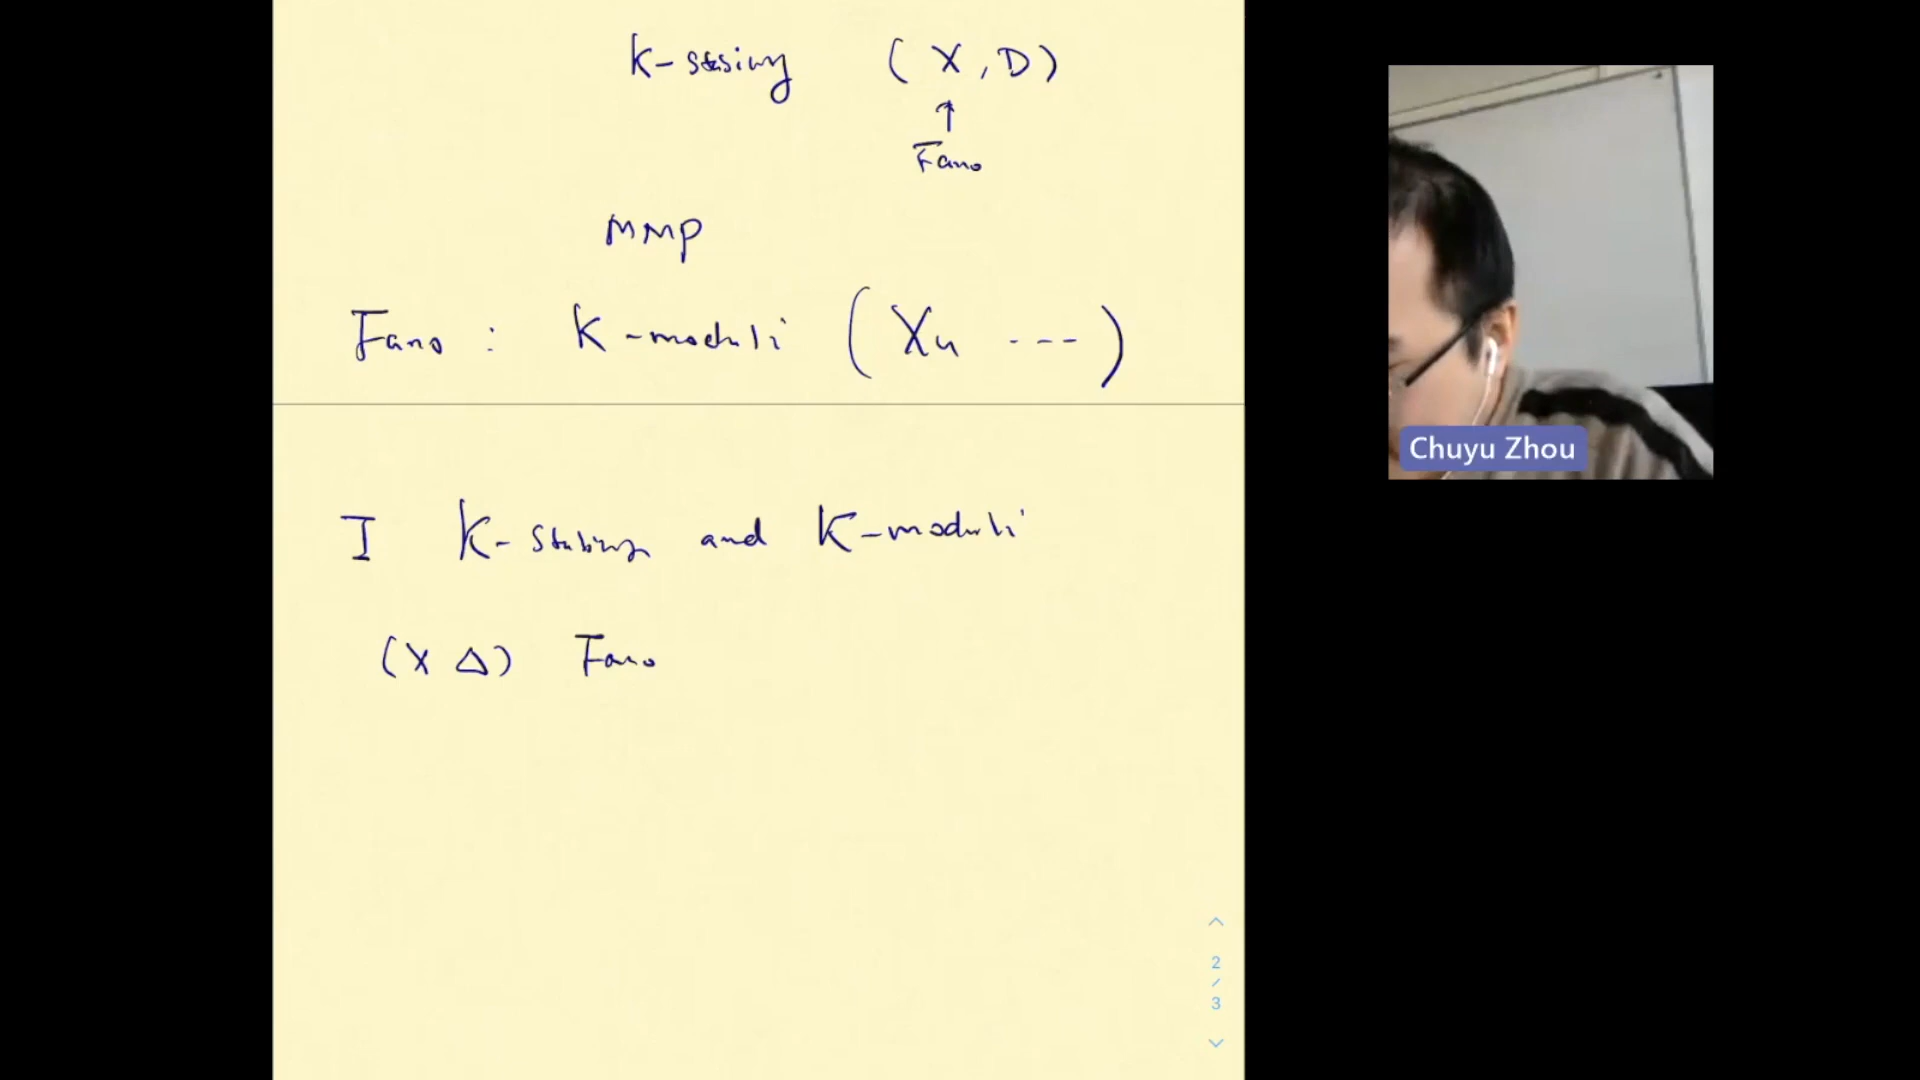 K-stability (X, D)
↑
Fano
MMP
Fano : K-moduli (Xu ---)
I K-stability and K-moduli
(X Δ) Fano
Chuyu Zhou
2
/
3